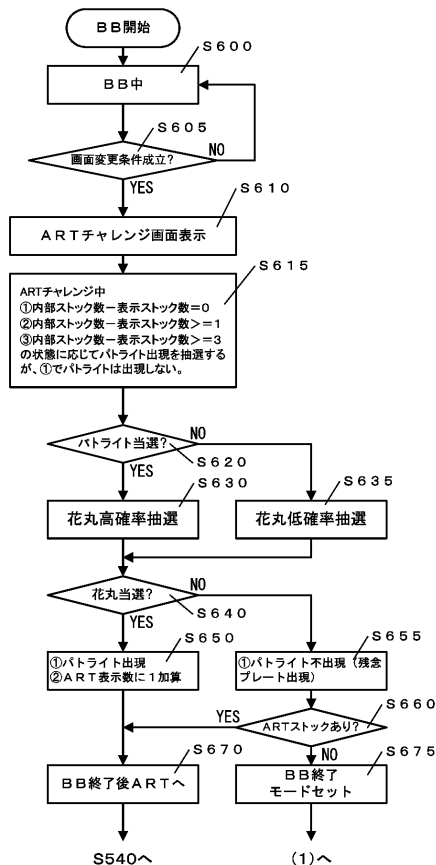 ＢＢ開始
Ｓ６００
ＢＢ中
Ｓ６０５
画面変更条件成立？
NO
YES
Ｓ６１０
ＡＲＴチャレンジ画面表示
Ｓ６１５
ARTチャレンジ中
①内部ストック数－表示ストック数=０
②内部ストック数－表示ストック数＞=１
③内部ストック数－表示ストック数＞=３
の状態に応じてパトライト出現を抽選する
が、①でパトライトは出現しない。
パトライト当選？
NO
Ｓ６２０
YES
Ｓ６３０
Ｓ６３５
花丸高確率抽選
花丸低確率抽選
花丸当選？
NO
Ｓ６４０
YES
Ｓ６５０
Ｓ６５５
①パトライト出現
②ＡＲＴ表示数に１加算
①パトライト不出現（残念
プレート出現）
Ｓ６６０
YES
ARTストックあり？
NO
Ｓ６７０
Ｓ６７５
ＢＢ終了後ＡＲＴへ
ＢＢ終了
モードセット
S540へ
(1)へ